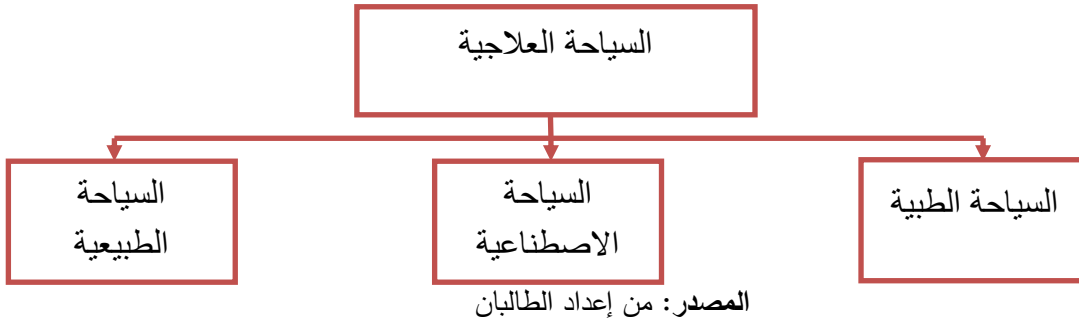 السياحة العلاجية
السياحة الطبية
السياحة
الاصطناعية
السياحة
الطبيعية
المصدر: من إعداد الطالبان